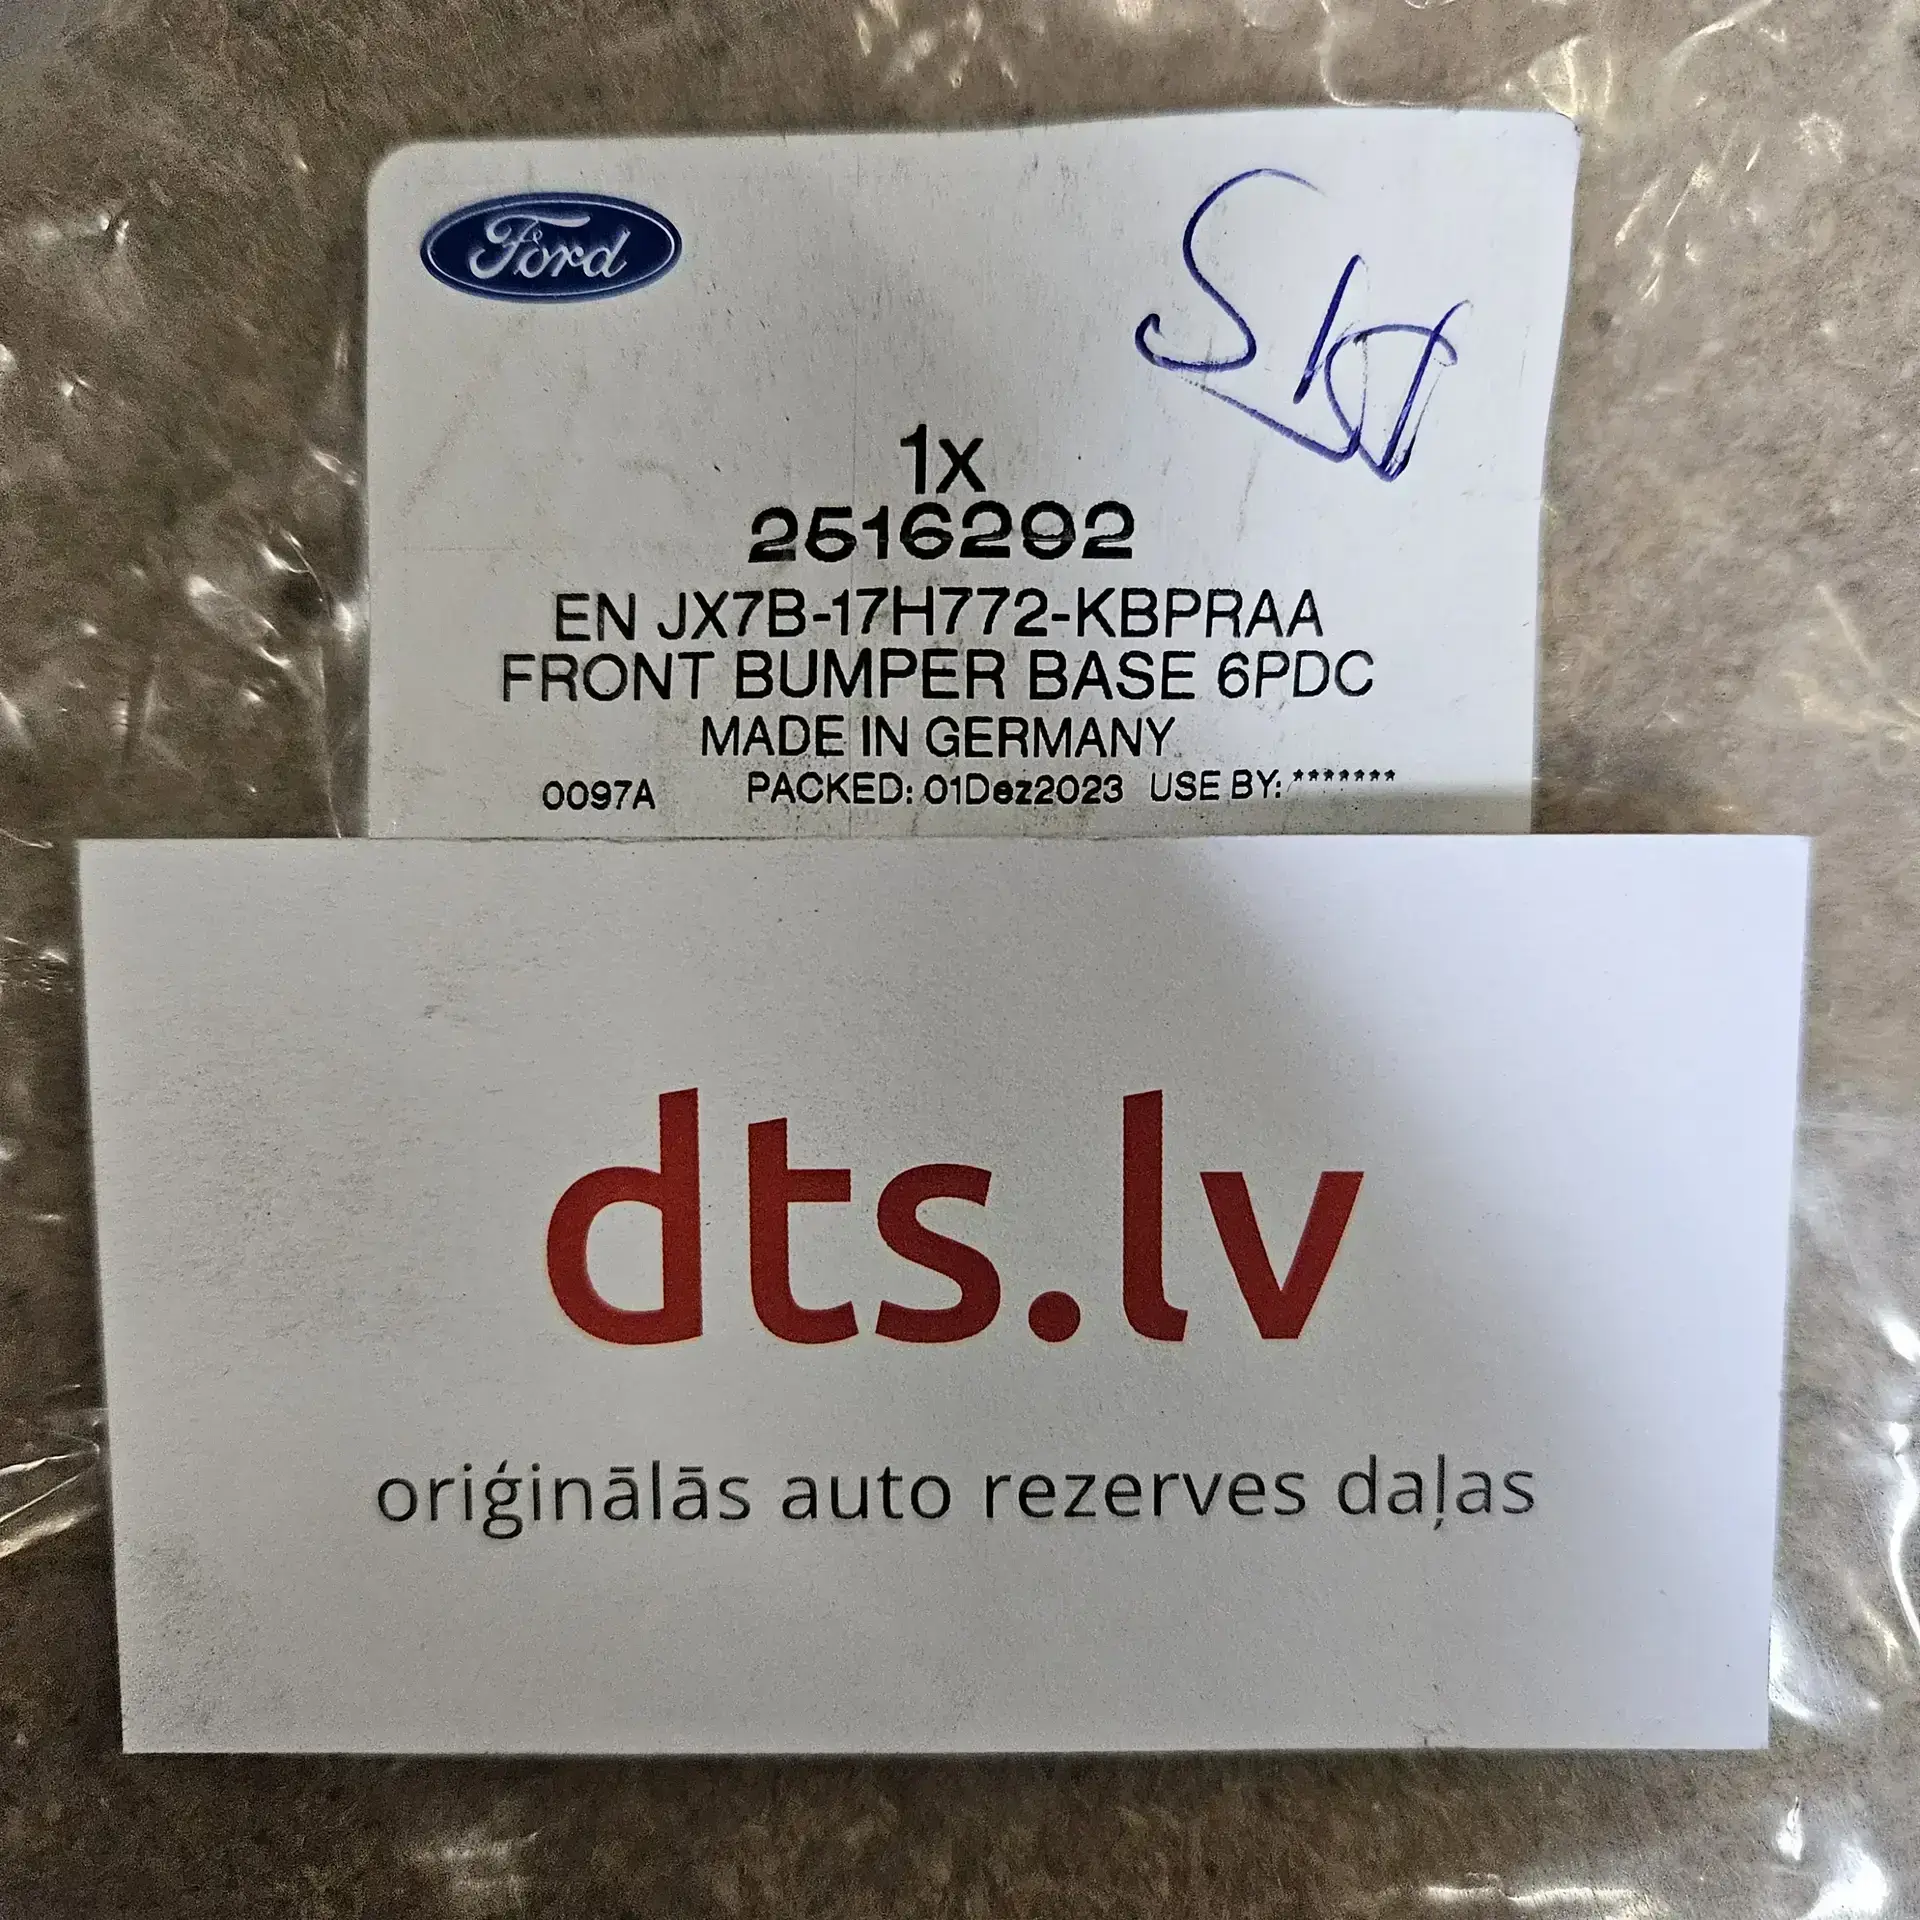 Ford
1x
2516292
EN JX7B-17H772-KBPRAA
FRONT BUMPER BASE 6PDC
MADE IN GERMANY
0097A PACKED: 01Dez2023 USE BY: *******
dts.lv
oriģinālās auto rezerves daļas